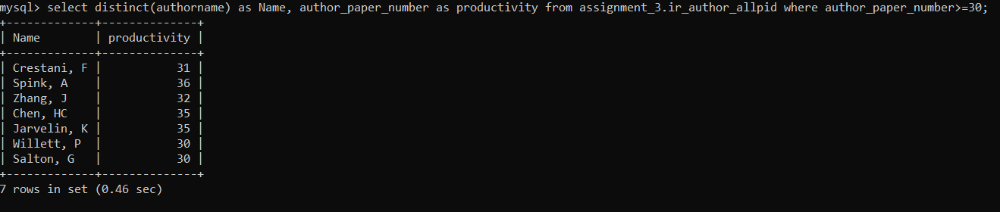 mysql> select distinct(authorname) as Name, author_paper_number as productivity from assignment_3.ir_author_allpid where author_paper_number>=30;
+-------------+--------------+
| Name        | productivity |
+-------------+--------------+
| Crestani, F |           31 |
| Spink, A    |           36 |
| Zhang, J    |           32 |
| Chen, HC    |           35 |
| Jarvelin, K |           35 |
| Willett, P  |           30 |
| Salton, G   |           30 |
+-------------+--------------+
7 rows in set (0.46 sec)